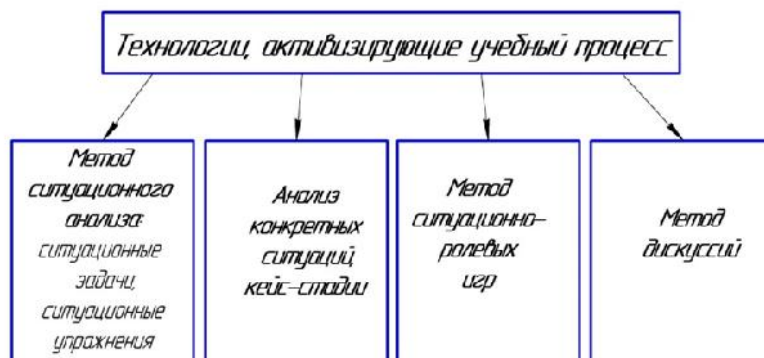 Технологии, активизирующие учебный процесс
Метод
ситуационного
анализа:
ситуационные
задачи,
ситуационные
упражнения
Анализ
конкретных
ситуаций,
кейс-стадии
Метод
ситуационно-
ролевых
игр
Метод
дискуссий